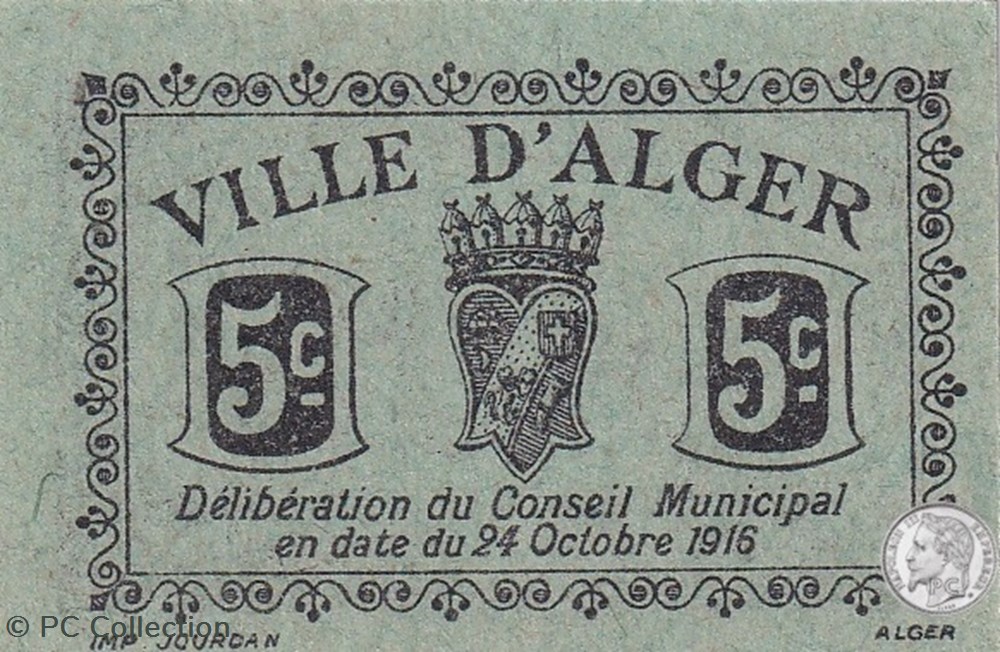 VILLE D'ALGER
5c. 5c.
Délibération du Conseil Municipal
en date du 24 Octobre 1916
© PC Collection
IMP. JOURDAN ALGER
PC